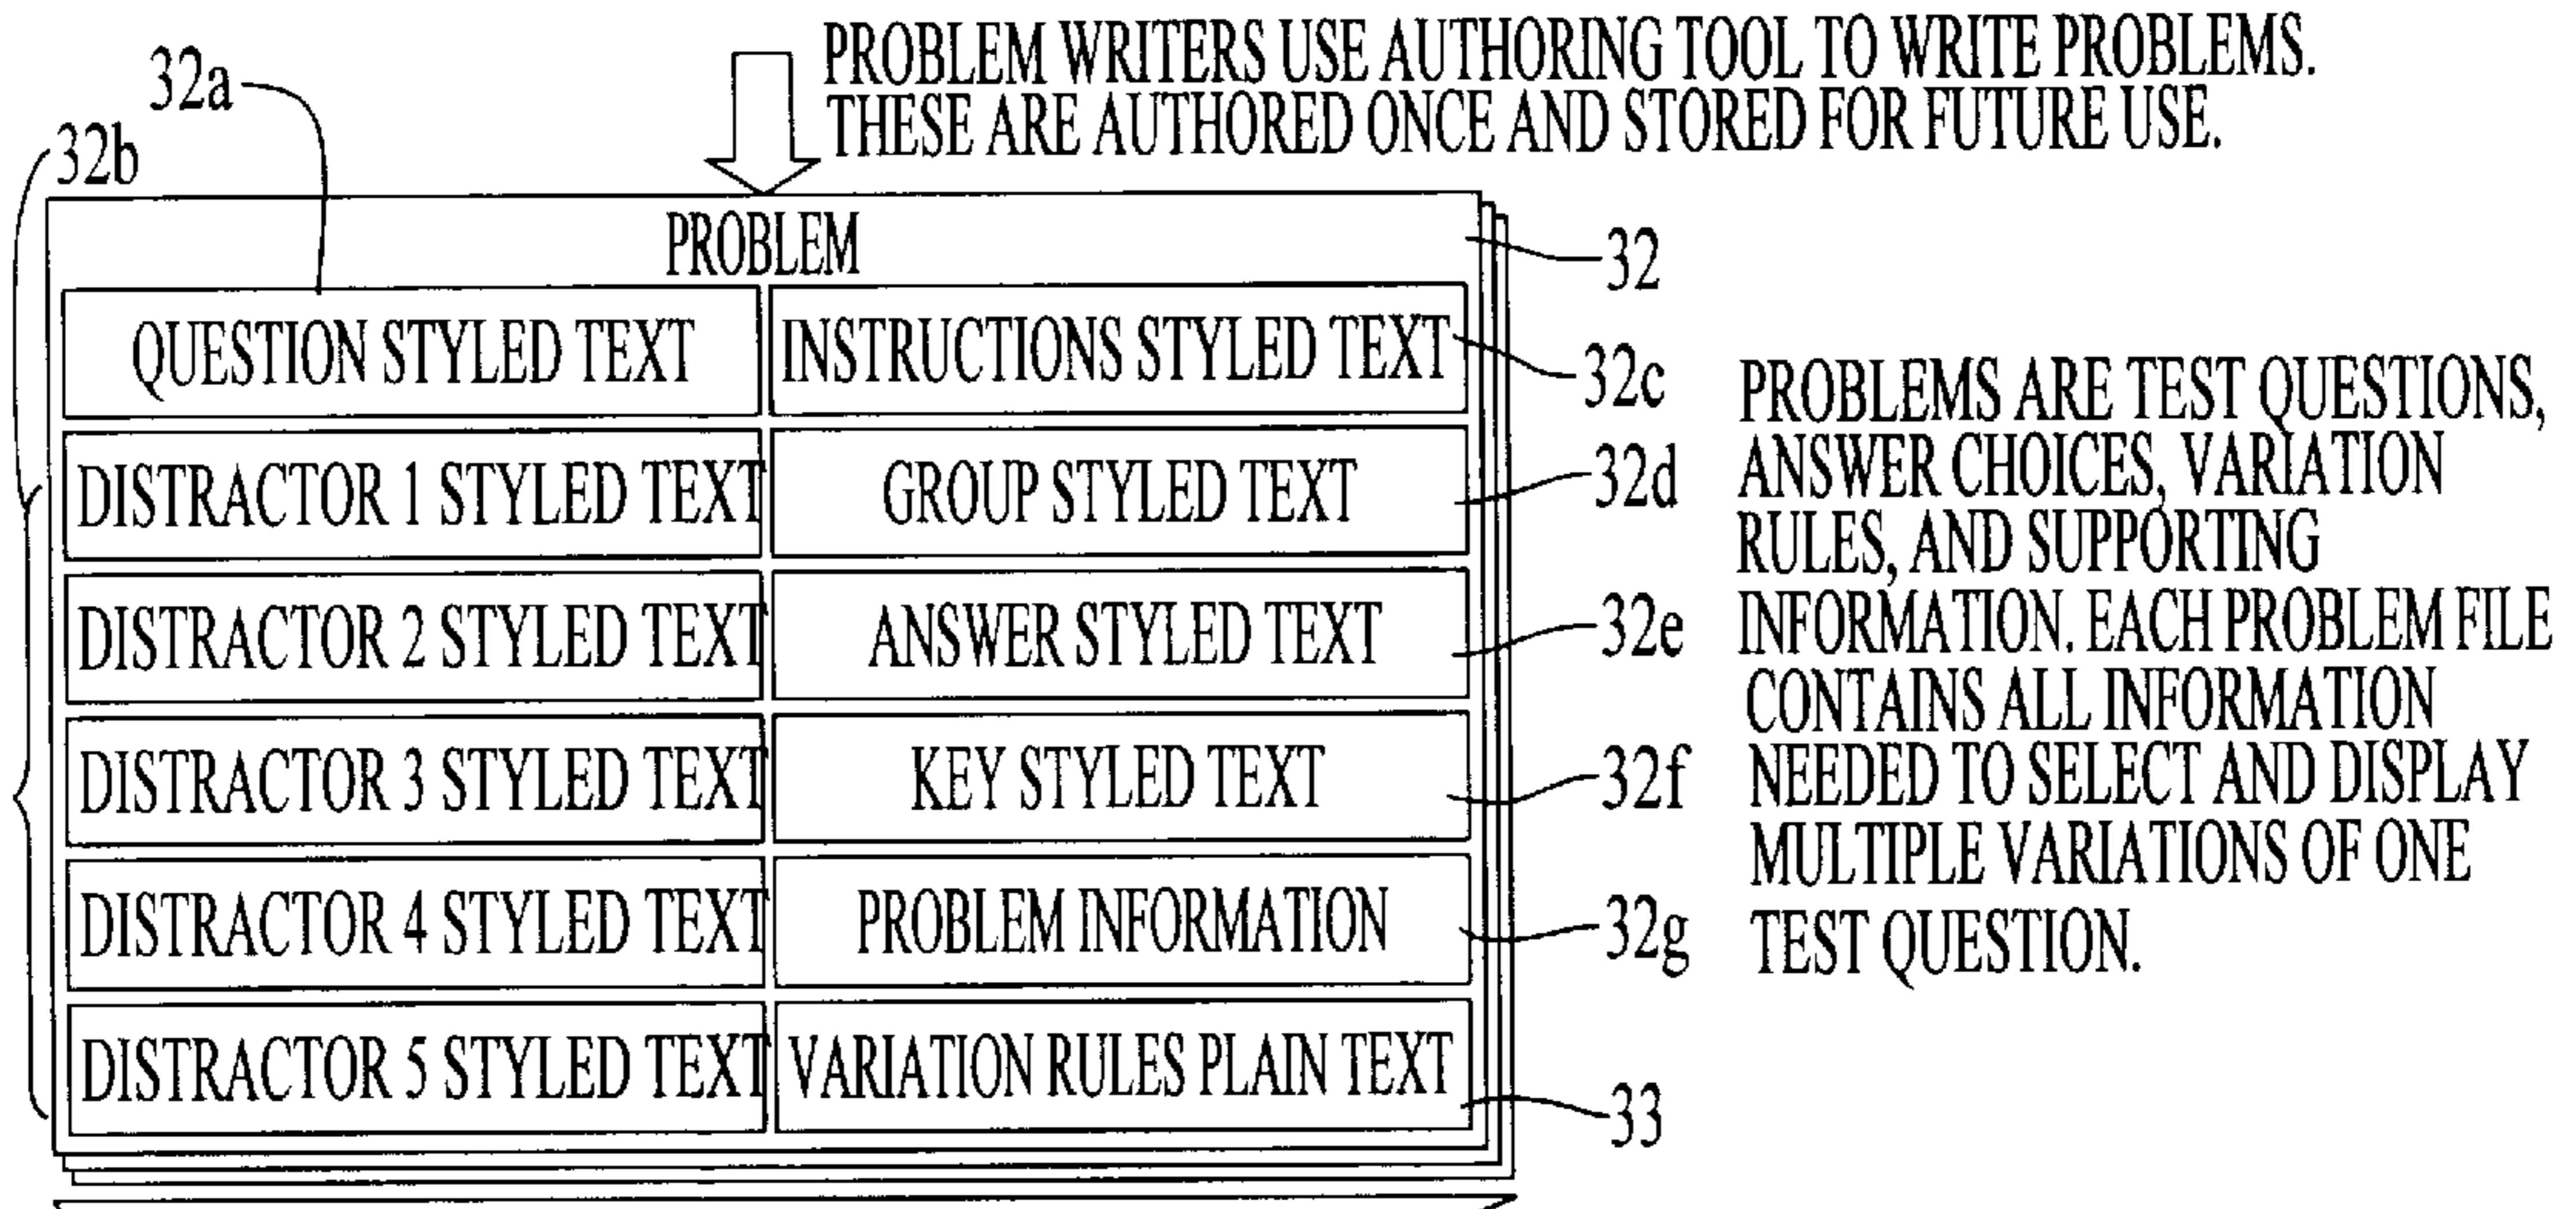 PROBLEM WRITERS USE AUTHORING TOOL TO WRITE PROBLEMS.
THESE ARE AUTHORED ONCE AND STORED FOR FUTURE USE.
32a
32b
PROBLEM
32
QUESTION STYLED TEXT
INSTRUCTIONS STYLED TEXT
32c
DISTRACTOR 1 STYLED TEXT
GROUP STYLED TEXT
32d
DISTRACTOR 2 STYLED TEXT
ANSWER STYLED TEXT
32e
DISTRACTOR 3 STYLED TEXT
KEY STYLED TEXT
32f
DISTRACTOR 4 STYLED TEXT
PROBLEM INFORMATION
32g
DISTRACTOR 5 STYLED TEXT
VARIATION RULES PLAIN TEXT
33
PROBLEMS ARE TEST QUESTIONS,
ANSWER CHOICES, VARIATION
RULES, AND SUPPORTING
INFORMATION. EACH PROBLEM FILE
CONTAINS ALL INFORMATION
NEEDED TO SELECT AND DISPLAY
MULTIPLE VARIATIONS OF ONE
TEST QUESTION.